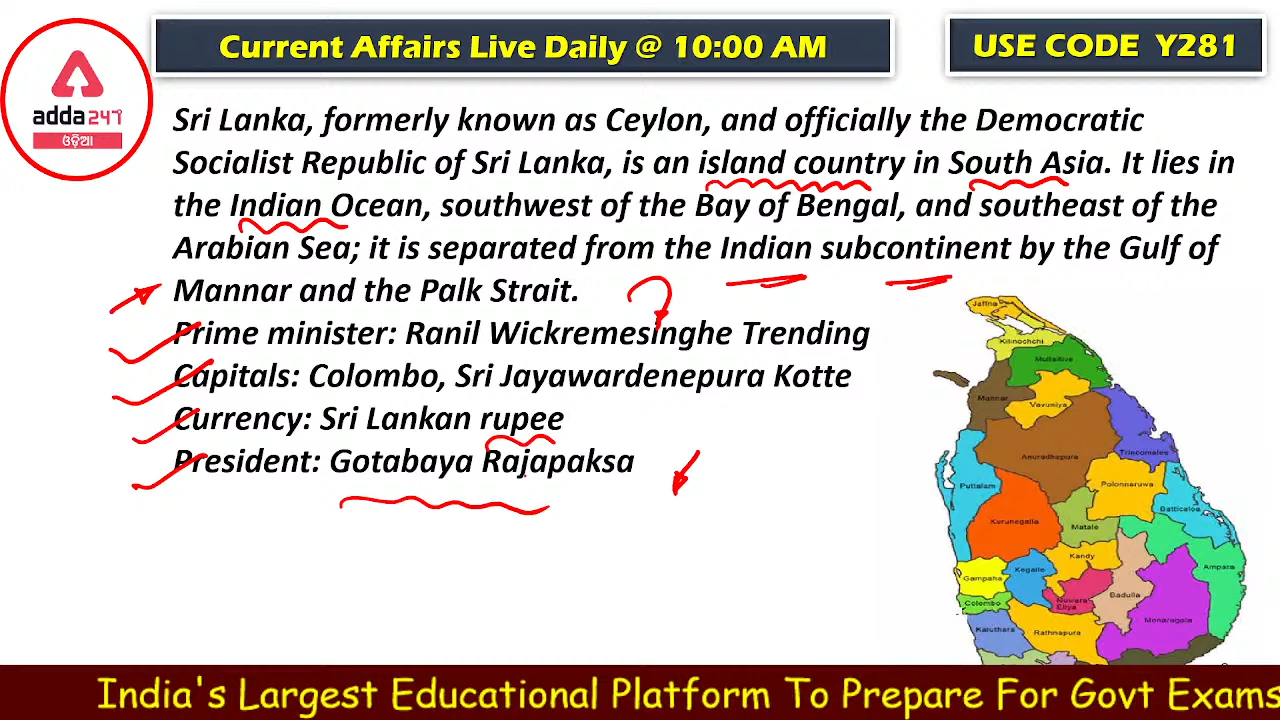 Current Affairs Live Daily @ 10:00 AM
USE CODE Y281
adda247
ଓଡ଼ିଆ
Sri Lanka, formerly known as Ceylon, and officially the Democratic
Socialist Republic of Sri Lanka, is an island country in South Asia. It lies in
the Indian Ocean, southwest of the Bay of Bengal, and southeast of the
Arabian Sea; it is separated from the Indian subcontinent by the Gulf of
Mannar and the Palk Strait.
Prime minister: Ranil Wickremesinghe Trending
Capitals: Colombo, Sri Jayawardenepura Kotte
Currency: Sri Lankan rupee
President: Gotabaya Rajapaksa
Jaffna
Kilinochchi
Mullaitive
Mannar
Vavuniya
Trincomalee
Anuradhapura
Puttalam
Polonnaruwa
Batticaloa
Kurunegalla
Matale
Kandy
Ampara
Gampaha
Kegalle
Badulla
Colombo
Nuwara
Eliya
Monaragala
Kaluthara
Rathnapura
India's Largest Educational Platform To Prepare For Govt Exams